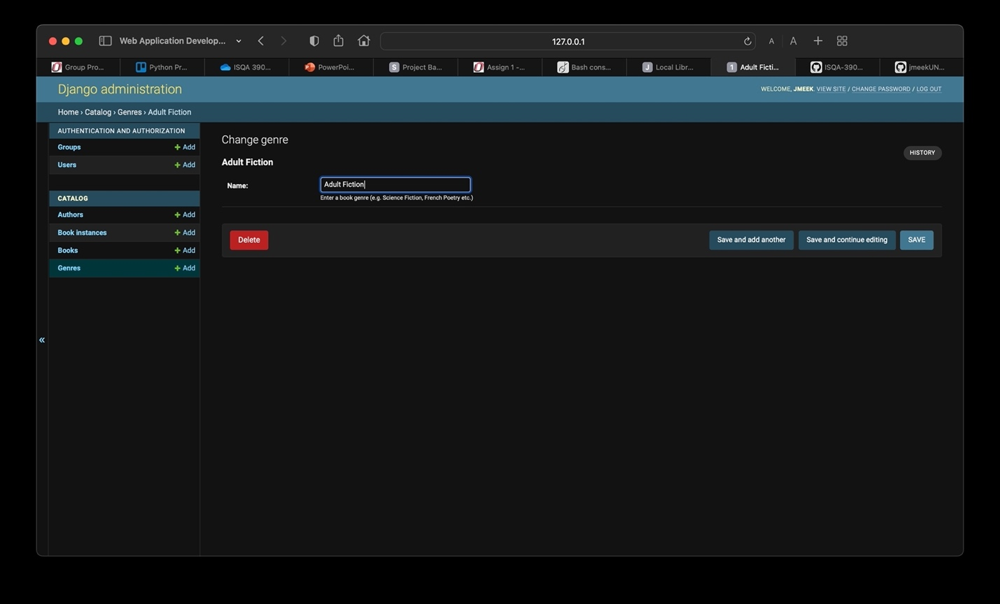 Web Application Develop...
127.0.0.1
A A
Group Pro...
Python Pr...
ISQA 390...
PowerPoi...
S Project Ba...
Assign 1 -...
Bash cons...
J Local Libr...
1 Adult Ficti...
ISQA-390...
jmeekUN...
Django administration
WELCOME, JMEEK. VIEW SITE / CHANGE PASSWORD / LOG OUT
Home › Catalog › Genres › Adult Fiction
AUTHENTICATION AND AUTHORIZATION
Groups + Add
Users + Add
CATALOG
Authors + Add
Book instances + Add
Books + Add
Genres + Add
«
Change genre
HISTORY
Adult Fiction
Name: Adult Fiction
Enter a book genre (e.g. Science Fiction, French Poetry etc.)
Delete
Save and add another
Save and continue editing
SAVE